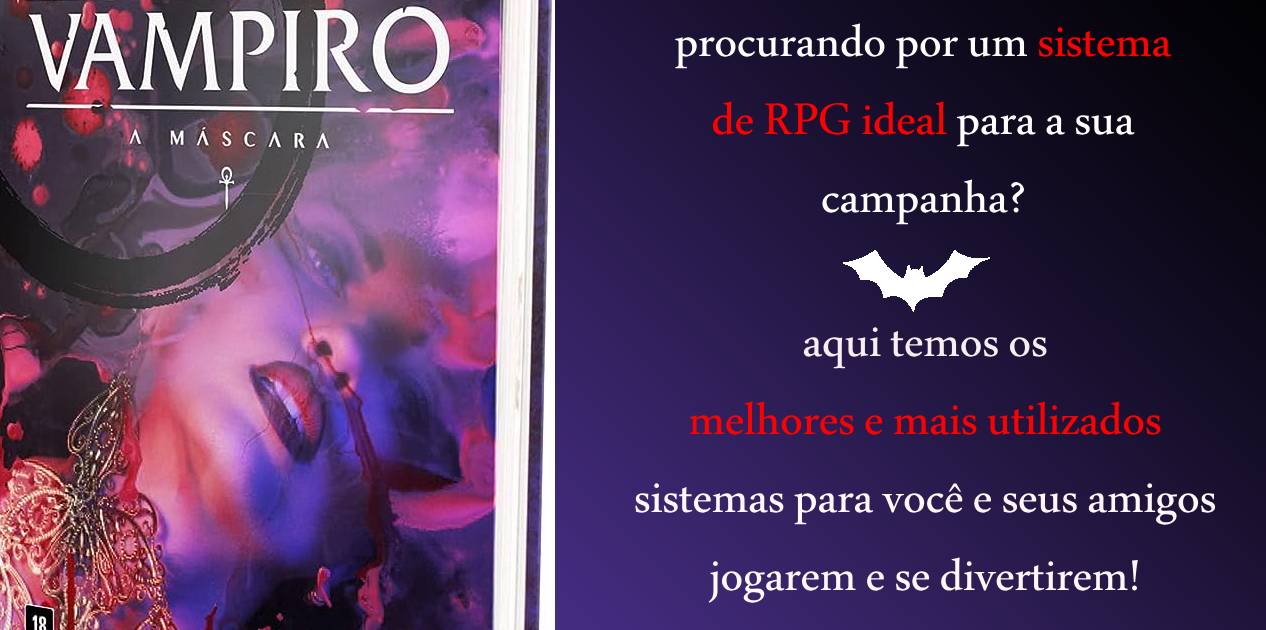 VAMPIRO
A MÁSCARA
18
procurando por um sistema
de RPG ideal para a sua
campanha?
aqui temos os
melhores e mais utilizados
sistemas para você e seus amigos
jogarem e se divertirem!